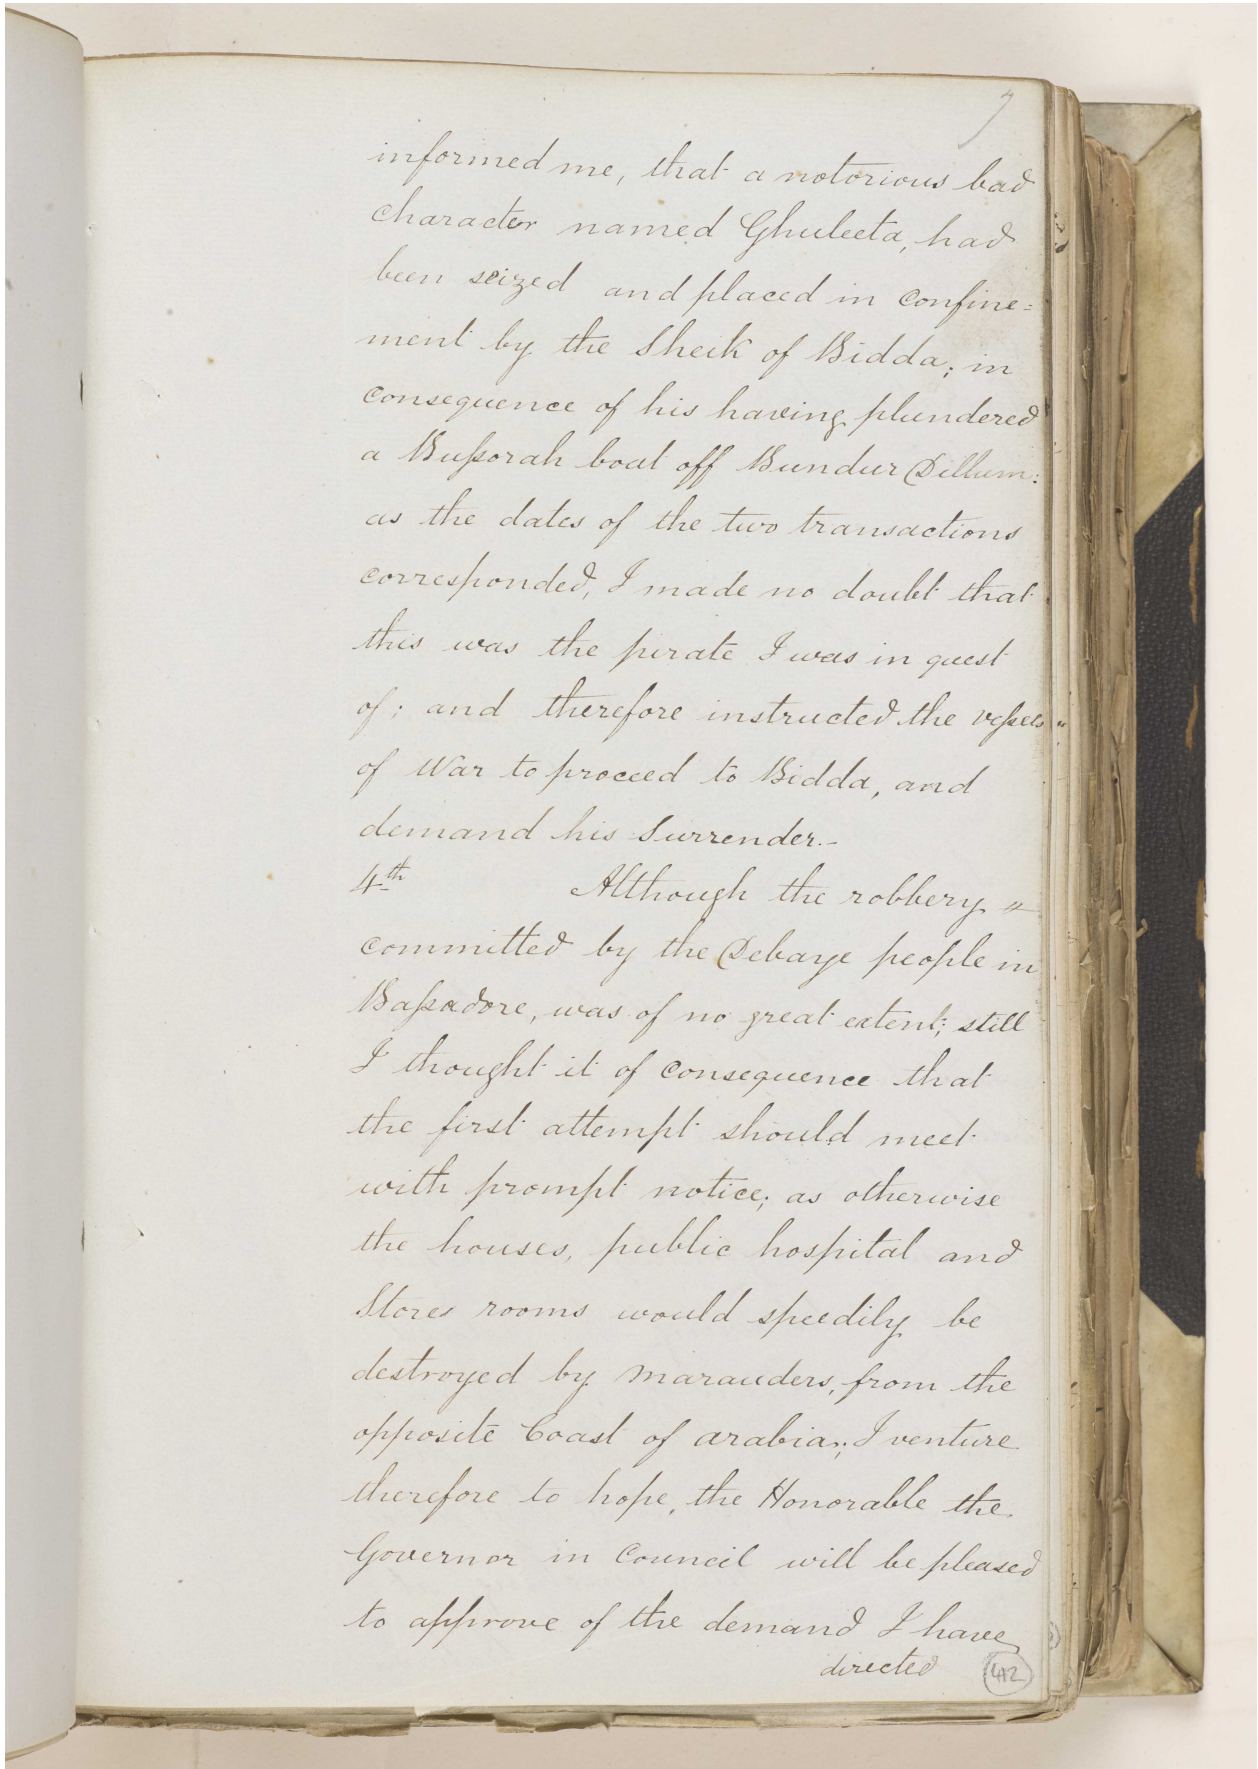 7
informed me, that a notorious bad
character named Ghuleeta, had
been seized and placed in confine=
ment by the Sheik of Bidda; in
consequence of his having plundered
a Bussorah boat off Bundur Dillum:
as the dates of the two transactions
corresponded, I made no doubt that
this was the pirate I was in quest
of; and therefore instructed the vessels "
of War to proceed to Bidda, and
demand his Surrender.-
4th Although the robbery "
committed by the Debaye people in
Bassadore, was of no great extent; still
I thought it of consequence that
the first attempt should meet
with prompt notice; as otherwise
the houses, public hospital and
Stores rooms would speedily be
destroyed by marauders, from the
opposite Coast of arabia; I venture
therefore to hope, the Honorable the
Governor in Council will be pleased
to approve of the demand I have
directed
412